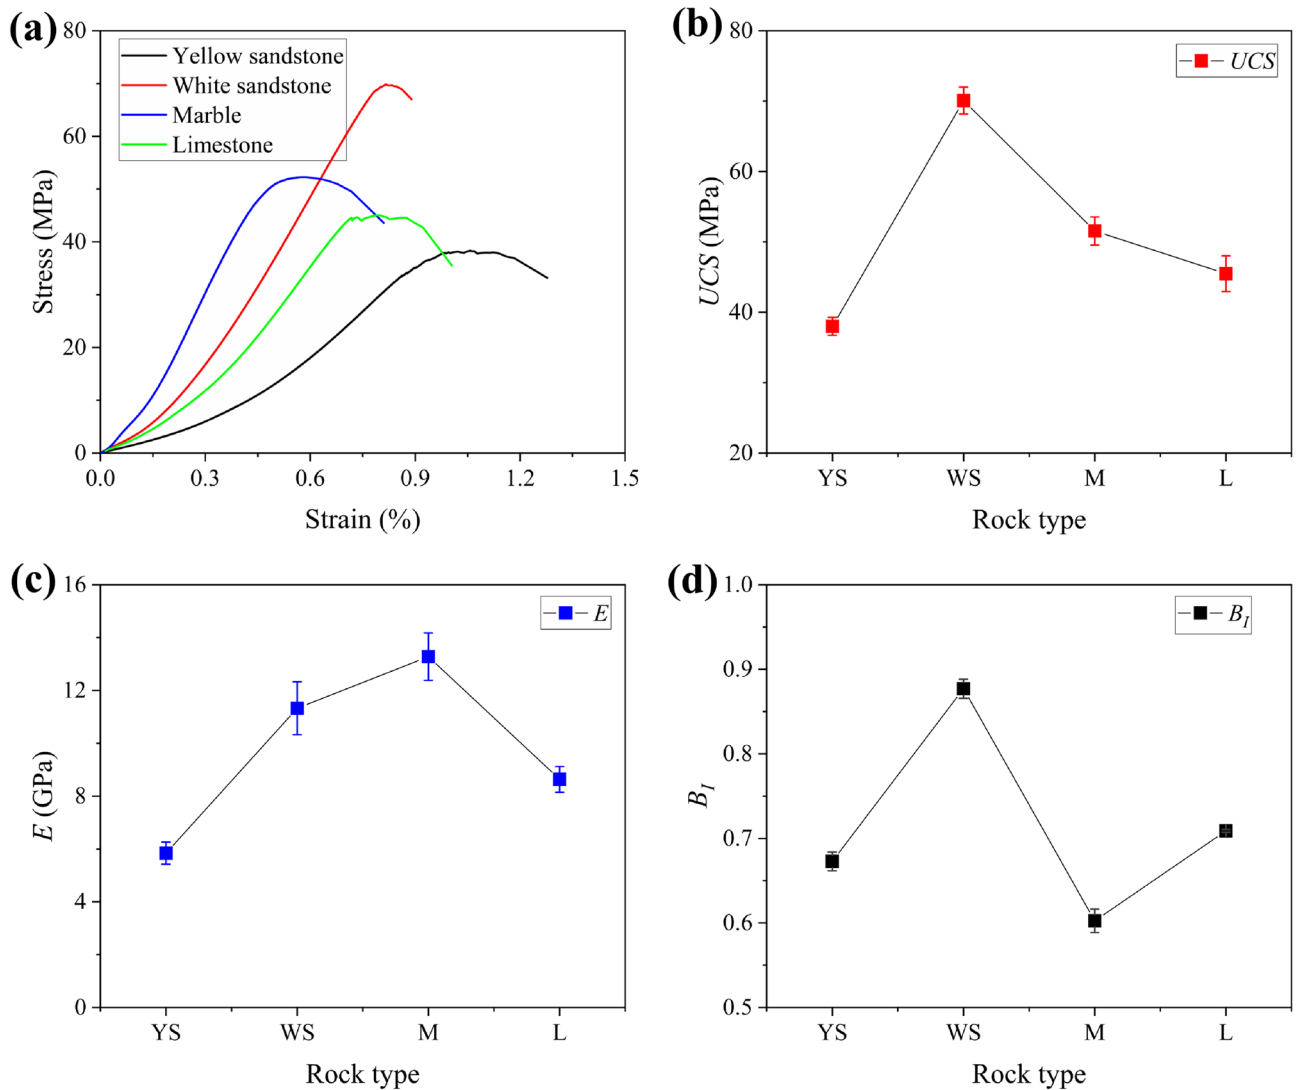 (a)
80
60
40
20
0
Stress (MPa)
Yellow sandstone
White sandstone
Marble
Limestone
0.0 0.3 0.6 0.9 1.2 1.5
Strain (%)
(b)
80
60
40
20
UCS (MPa)
UCS
YS WS M L
Rock type
(c)
16
12
8
4
0
E (GPa)
E
YS WS M L
Rock type
(d)
1.0
0.9
0.8
0.7
0.6
0.5
B_I
B_I
YS WS M L
Rock type